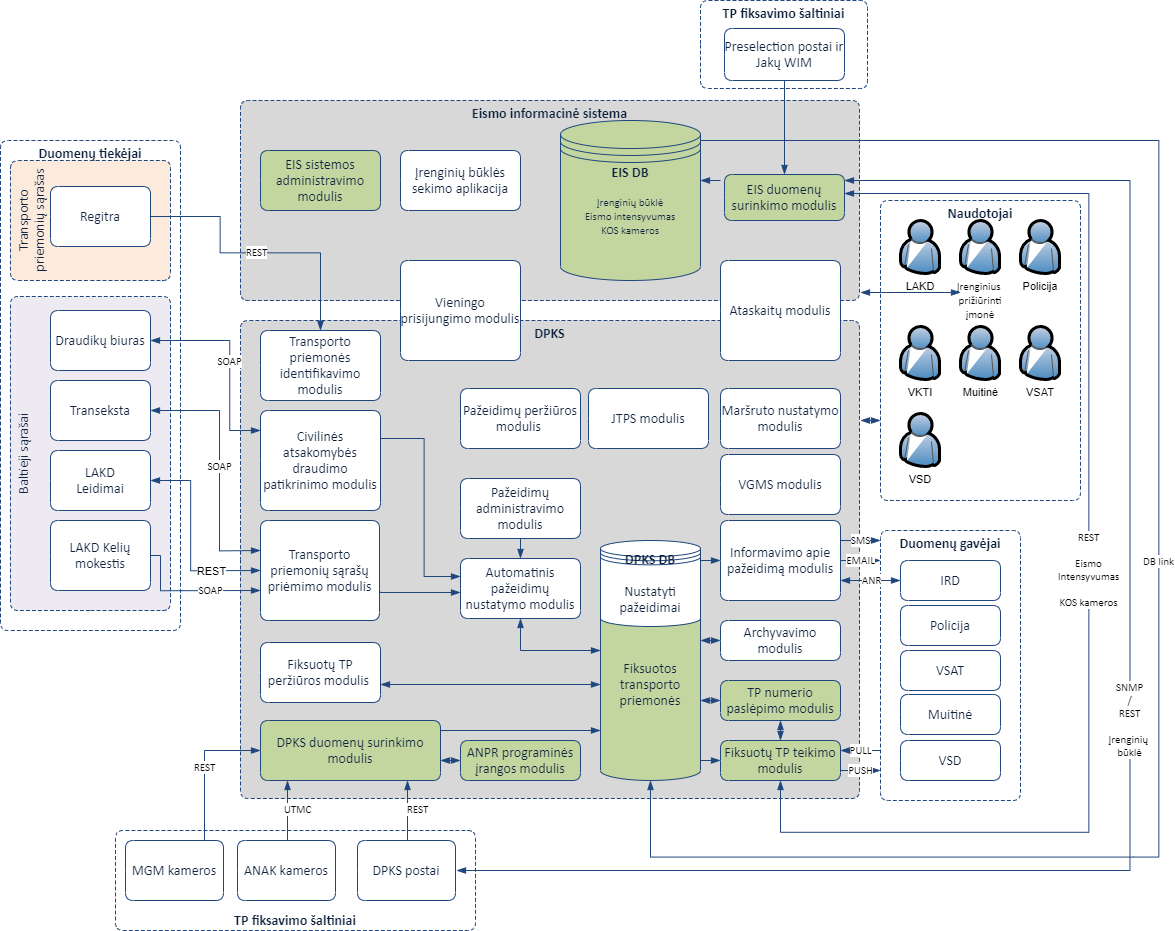 TP fiksavimo šaltiniai
Preselection postai ir
Jakų WIM
Eismo informacinė sistema
EIS sistemos
administravimo
modulis
Įrenginių būklės
sekimo aplikacija
EIS DB
Įrenginių būklė
Eismo intensyvumas
KOS kameros
EIS duomenų
surinkimo modulis
Duomenų tiekėjai
Transporto
priemonių sąrašas
Regitra
REST
Baltieji sąrašai
Draudikų biuras
Transeksta
LAKD
Leidimai
LAKD Kelių
mokestis
SOAP
SOAP
REST
SOAP
Vieningo
prisijungimo modulis
Ataskaitų modulis
DPKS
Transporto
priemonės
identifikavimo
modulis
Civilinės
atsakomybės
draudimo
patikrinimo modulis
Transporto
priemonių sąrašų
priėmimo modulis
Fiksuotų TP
peržiūros modulis
DPKS duomenų surinkimo
modulis
ANPR programinės
įrangos modulis
Pažeidimų peržiūros
modulis
JTPS modulis
Maršruto nustatymo
modulis
VGMS modulis
Pažeidimų
administravimo
modulis
Automatinis
pažeidimų
nustatymo modulis
DPKS DB
Nustatyti
pažeidimai
Fiksuotos
transporto
priemonės
Informavimo apie
pažeidimą modulis
Archyvavimo
modulis
TP numerio
paslėpimo modulis
Fiksuotų TP teikimo
modulis
SMS
EMAIL
ANR
PULL
PUSH
Naudotojai
LAKD
Įrenginius
prižiūrinti
įmonė
Policija
VKTI
Muitinė
VSAT
VSD
Duomenų gavėjai
IRD
Policija
VSAT
Muitinė
VSD
REST
Eismo
Intensyvumas
KOS kameros
DB link
SNMP
/
REST
Įrenginių
būklė
REST
UTMC
REST
MGM kameros
ANAK kameros
DPKS postai
TP fiksavimo šaltiniai